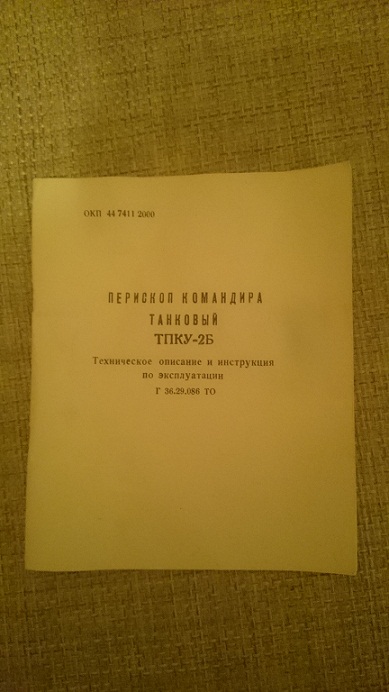 ОКП 44 7411 2000
ПЕРИСКОП КОМАНДИРА
ТАНКОВЫЙ
ТПКУ-2Б
Техническое описание и инструкция
по эксплуатации
Г 36.29.086 ТО